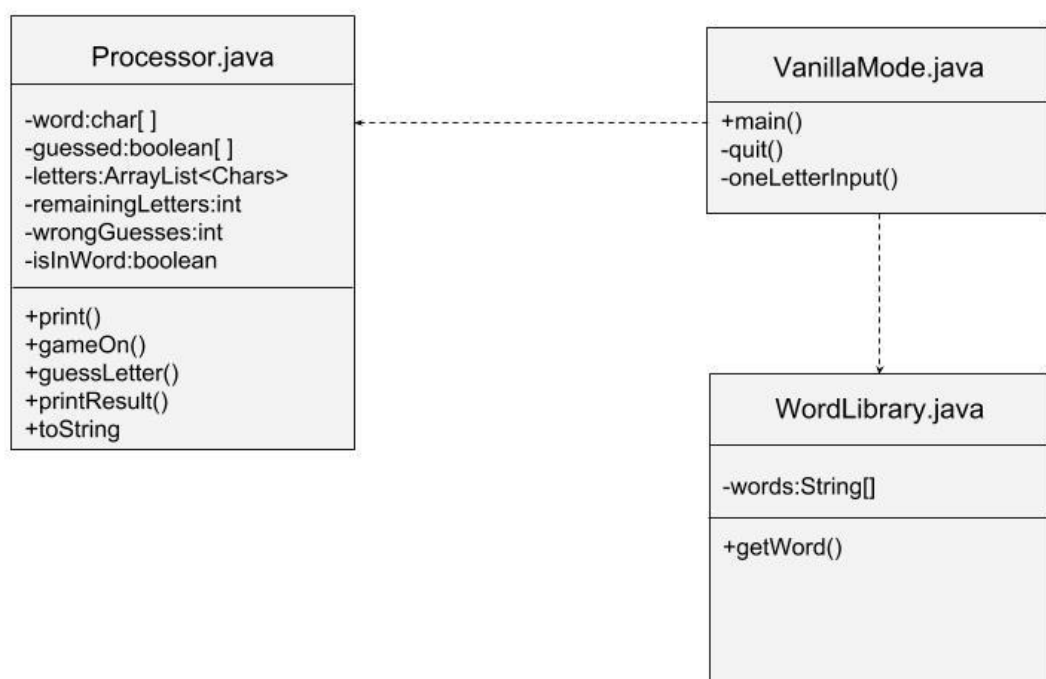 Processor.java
-word:char[ ]
-guessed:boolean[ ]
-letters:ArrayList<Chars>
-remainingLetters:int
-wrongGuesses:int
-isInWord:boolean
+print()
+gameOn()
+guessLetter()
+printResult()
+toString
VanillaMode.java
+main()
-quit()
-oneLetterInput()
WordLibrary.java
-words:String[]
+getWord()